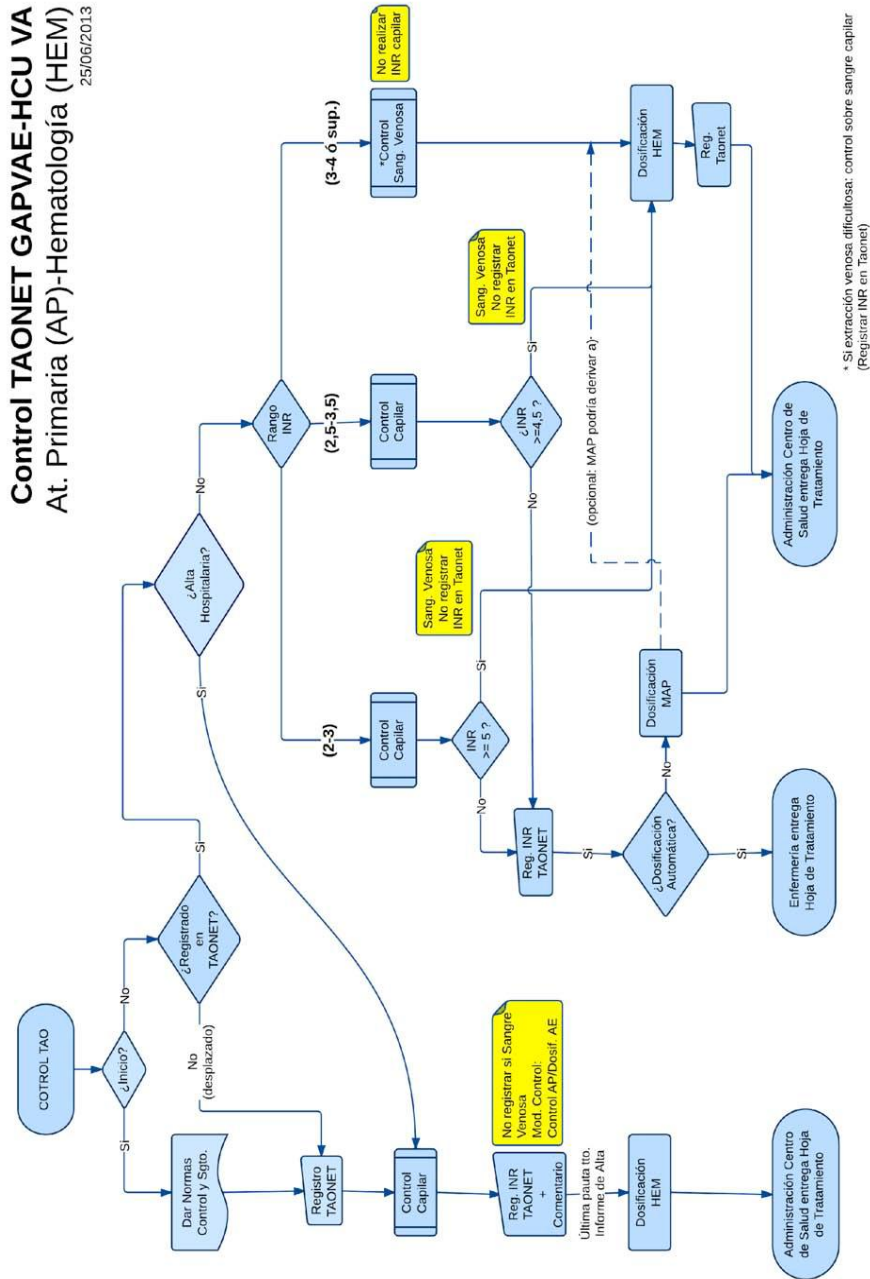 Control TAONET GAPVAE-HCU VA
At. Primaria (AP)-Hematología (HEM)
25/06/2013
COTROL TAO
¿Inicio?
Si
No
Dar Normas
Control y Sgto.
¿Registrado
en
TAONET?
No
(desplazado)
Si
Registro
TAONET
¿Alta
Hospitalaria?
Si
No
Control
Capilar
Reg. INR
TAONET
+
Comentario
No registrar si Sangre
Venosa
Mod. Control:
Control AP/Dosif. AE
Última pauta tto.
Informe de Alta
Dosificación
HEM
Administración Centro
de Salud entrega Hoja
de Tratamiento
Rango
INR
(2-3)
(2,5-3,5)
(3-4 ó sup.)
Control
Capilar
Control
Capilar
*Control
Sang. Venosa
No realizar
INR capilar
INR
>= 5 ?
No
Si
Sang. Venosa
No registrar
INR en Taonet
¿INR
>=4,5 ?
No
Si
Sang. Venosa
No registrar
INR en Taonet
Reg. INR
TAONET
Si
¿Dosificación
Automática?
No
Si
Dosificación
MAP
(opcional: MAP podría derivar a)
Dosificación
HEM
Reg.
Taonet
Enfermería entrega
Hoja de Tratamiento
Administración Centro de
Salud entrega Hoja de
Tratamiento
* Si extracción venosa dificultosa: control sobre sangre capilar
(Registrar INR en Taonet)